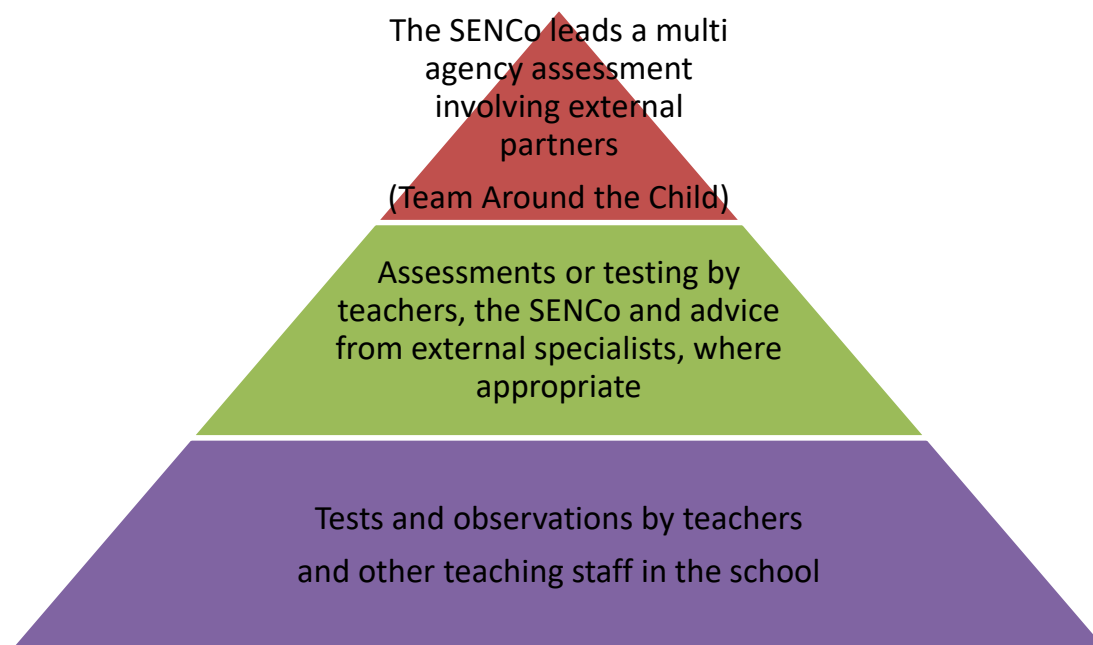 The SENCo leads a multi
agency assessment
involving external
partners
(Team Around the Child)
Assessments or testing by
teachers, the SENCo and advice
from external specialists, where
appropriate
Tests and observations by teachers
and other teaching staff in the school